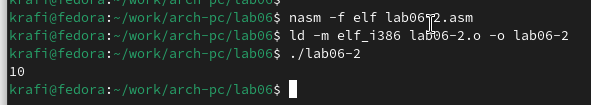 krafi@fedora:~/work/arch-pc/lab06$ nasm -f elf lab06-2.asm
krafi@fedora:~/work/arch-pc/lab06$ ld -m elf_i386 lab06-2.o -o lab06-2
krafi@fedora:~/work/arch-pc/lab06$ ./lab06-2
10
krafi@fedora:~/work/arch-pc/lab06$